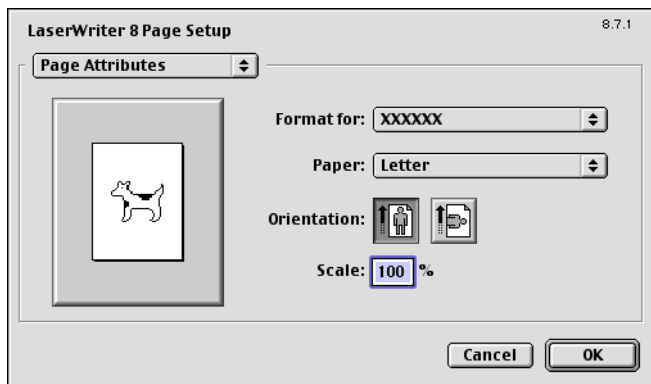 LaserWriter 8 Page Setup
8.7.1
Page Attributes
Format for: XXXXXX
Paper: Letter
Orientation:
Scale: 100 %
Cancel OK